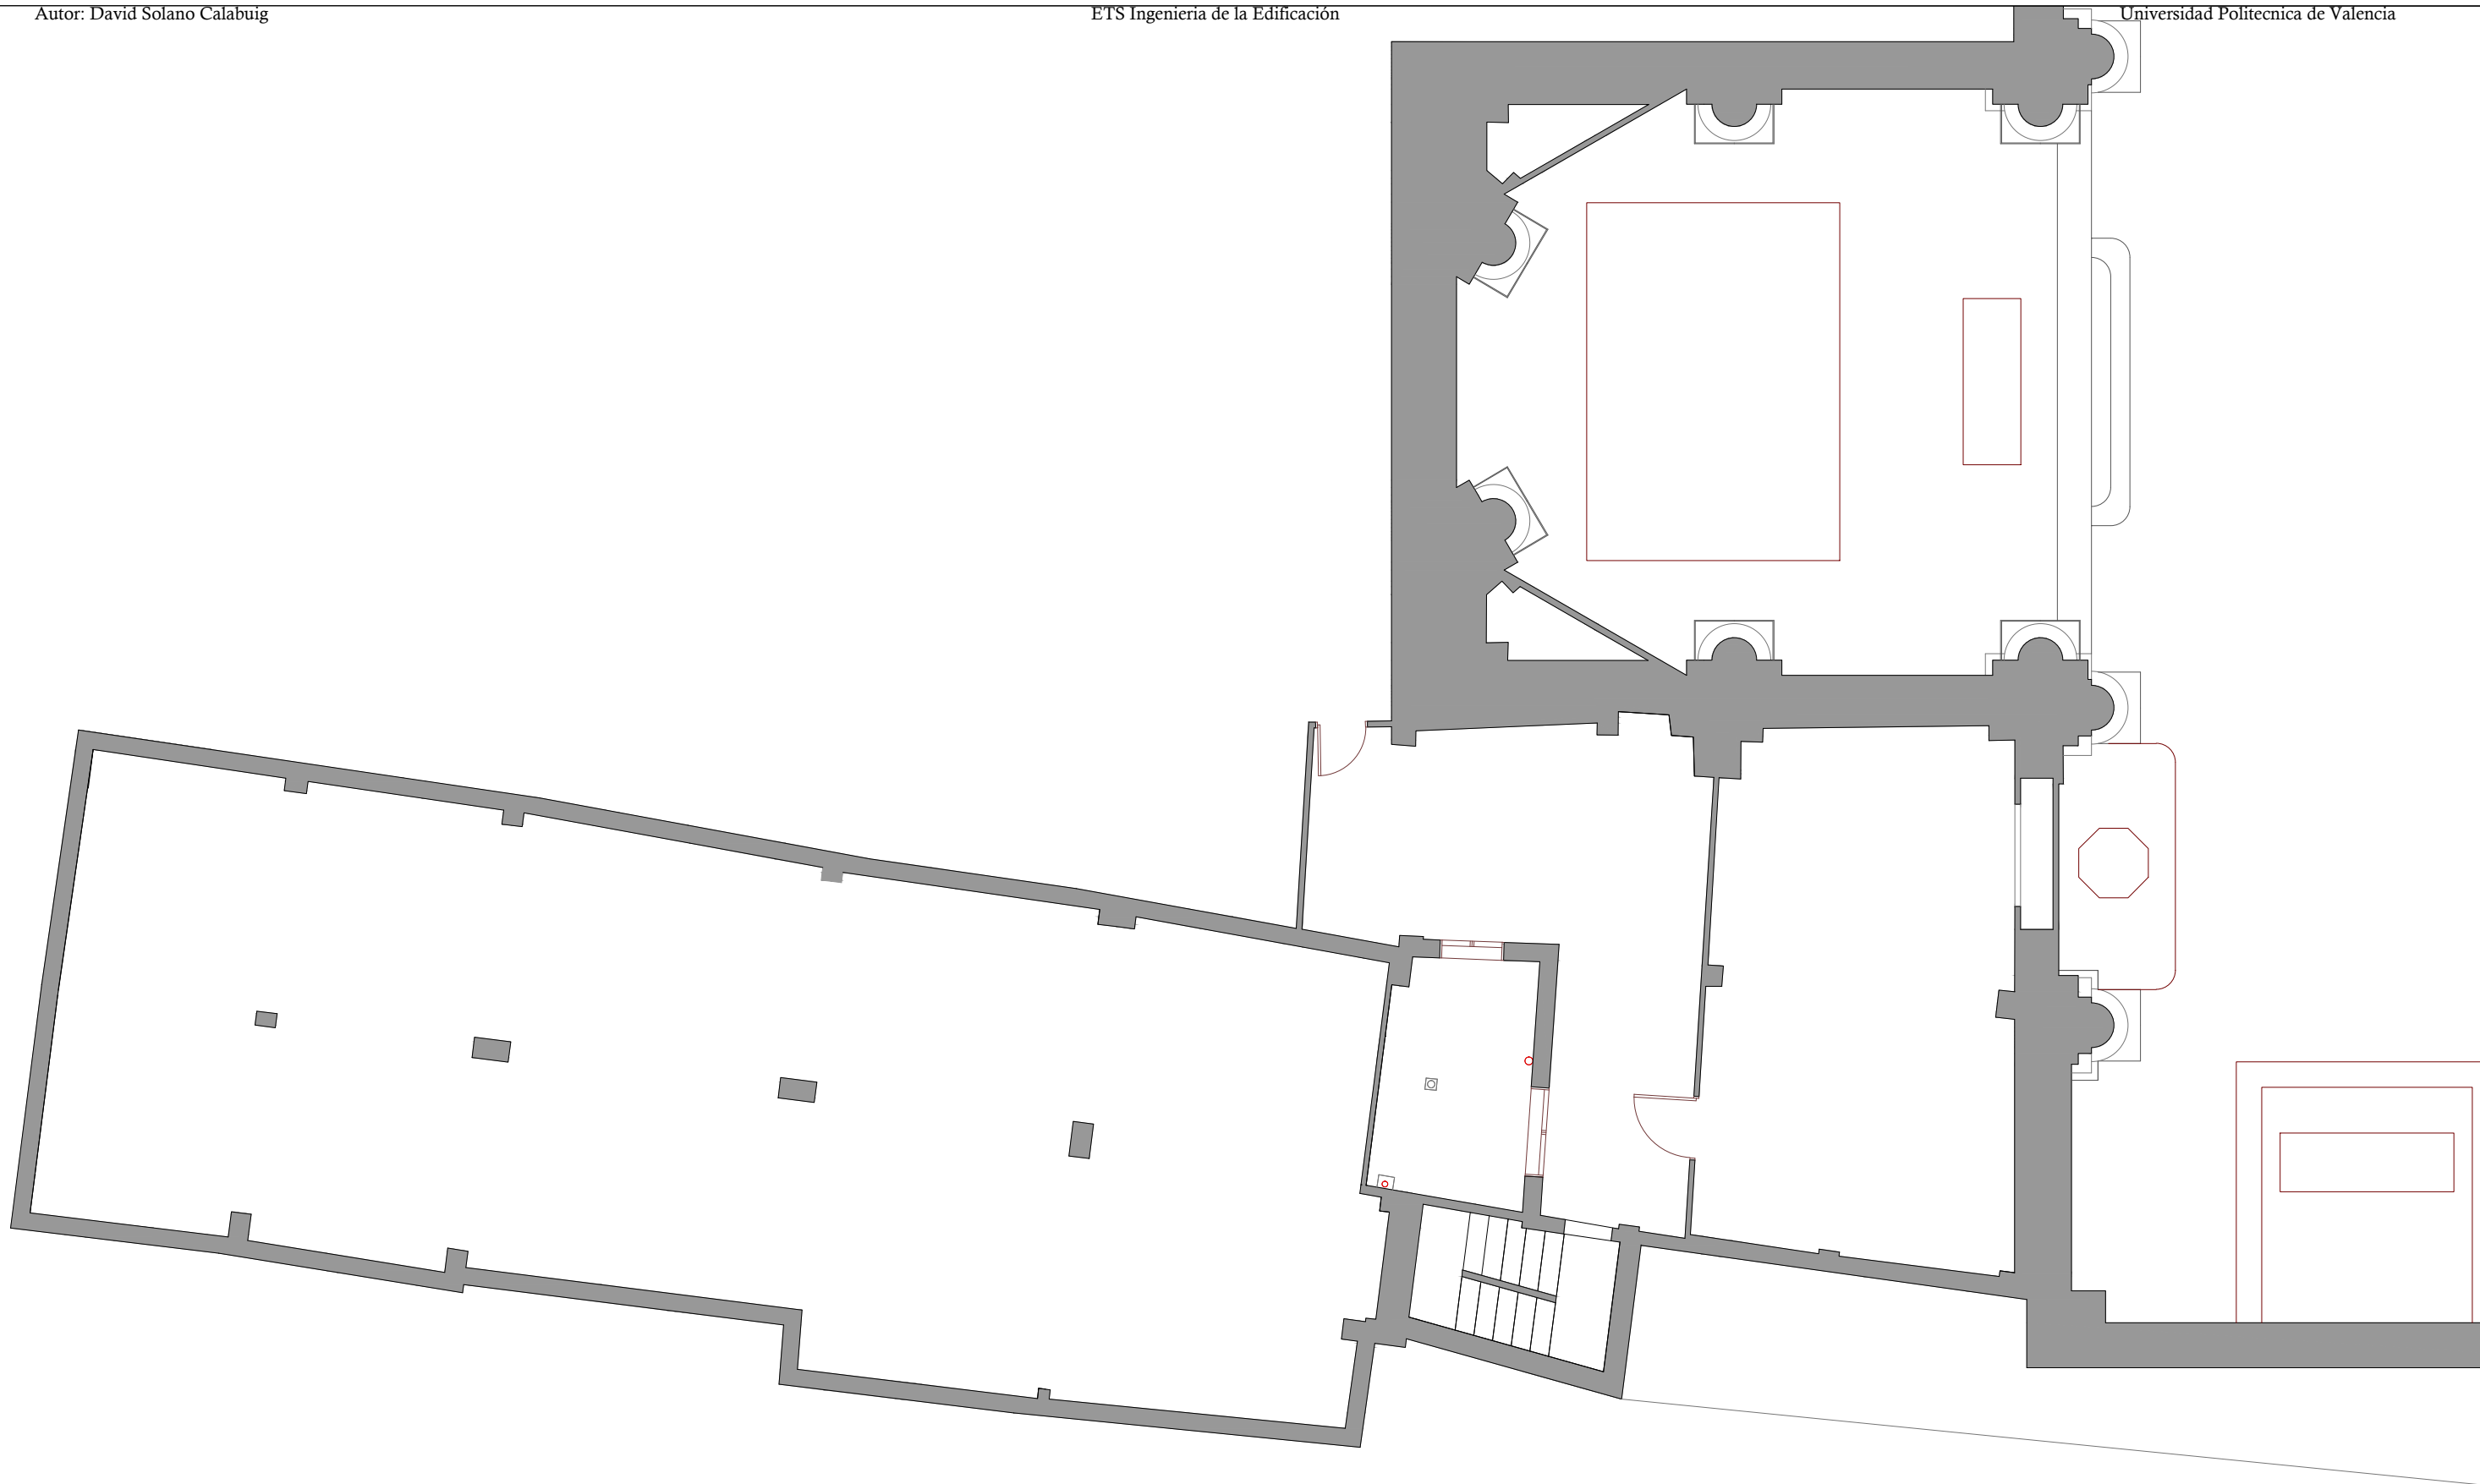 Autor: David Solano Calabuig
ETS Ingenieria de la Edificación
Universidad Politecnica de Valencia